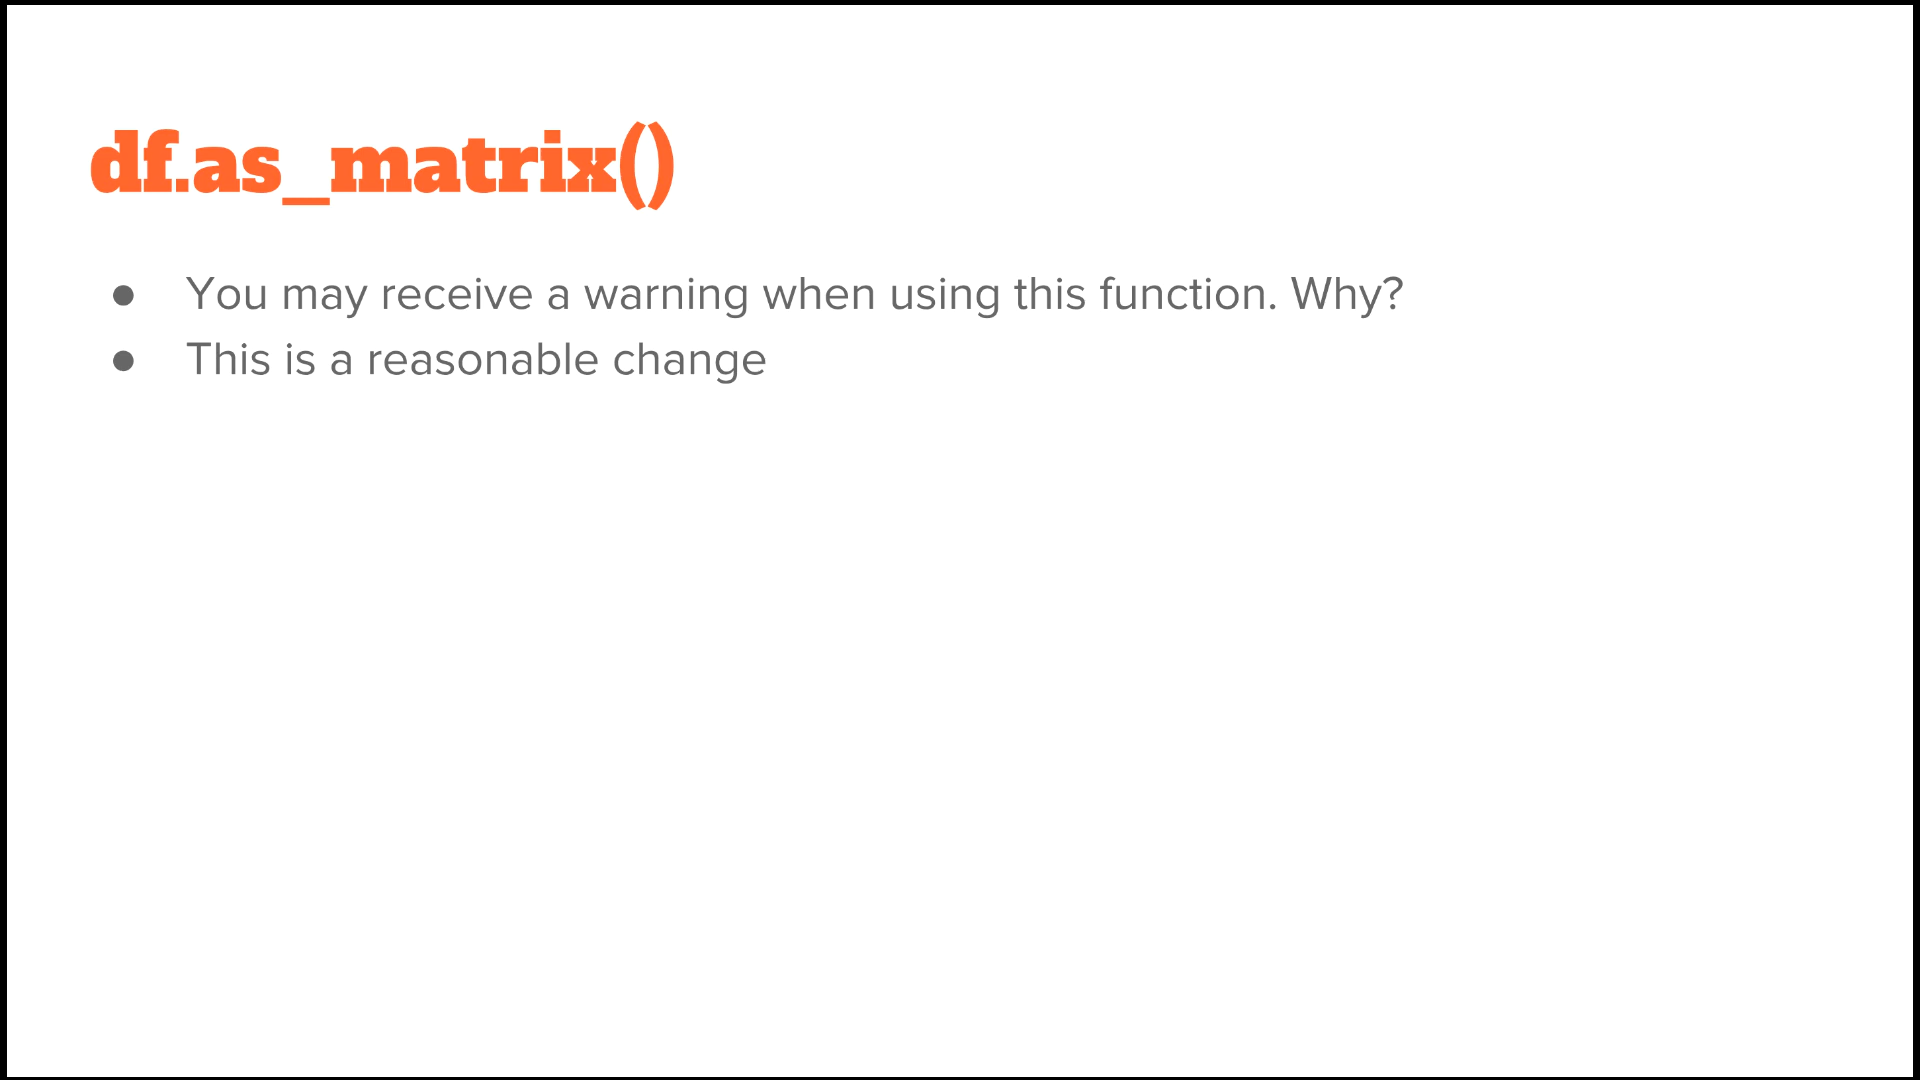 df.as_matrix()
● You may receive a warning when using this function. Why?
● This is a reasonable change